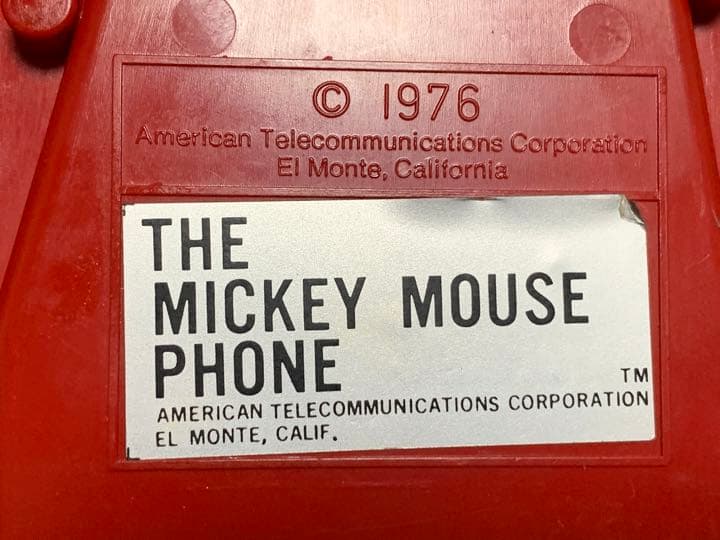 © 1976
American Telecommunications Corporation
El Monte, California
THE
MICKEY MOUSE
PHONE
TM
AMERICAN TELECOMMUNICATIONS CORPORATION
EL MONTE, CALIF.